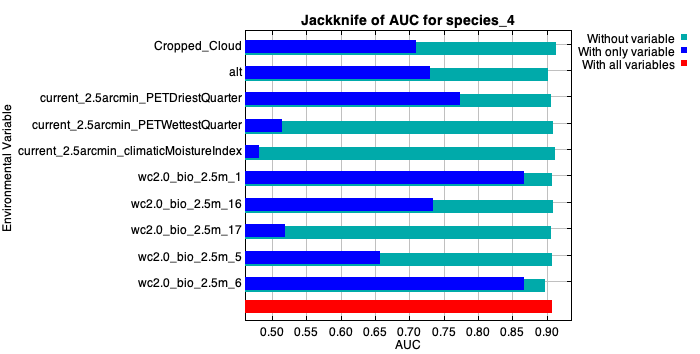 Jackknife of AUC for species_4
Without variable
With only variable
With all variables
Environmental Variable
Cropped_Cloud
alt
current_2.5arcmin_PETDriestQuarter
current_2.5arcmin_PETWettestQuarter
current_2.5arcmin_climaticMoistureIndex
wc2.0_bio_2.5m_1
wc2.0_bio_2.5m_16
wc2.0_bio_2.5m_17
wc2.0_bio_2.5m_5
wc2.0_bio_2.5m_6
0.50 0.55 0.60 0.65 0.70 0.75 0.80 0.85 0.90
AUC